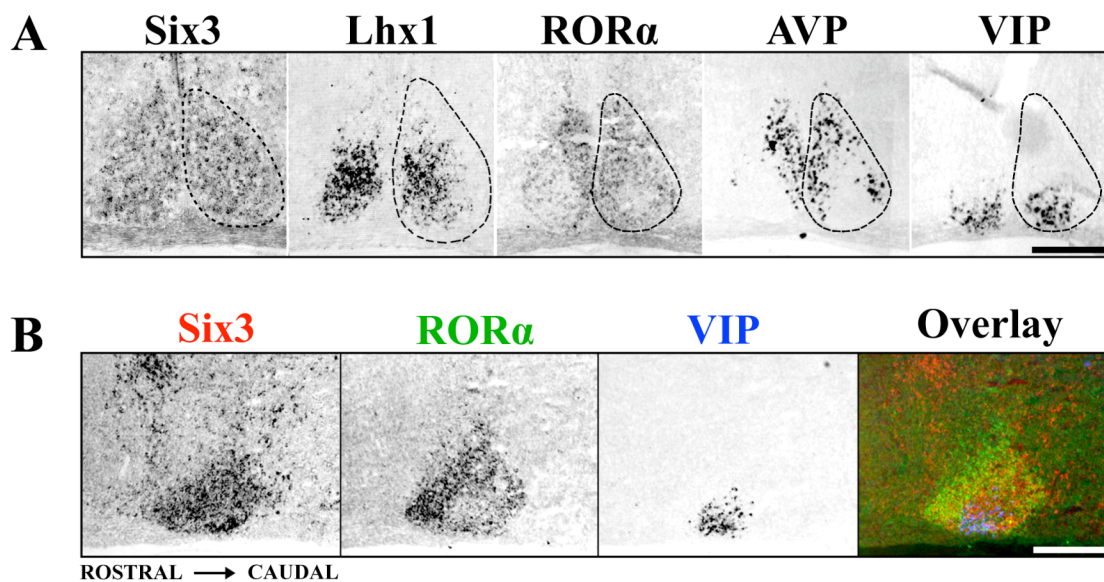 A
Six3 Lhx1 RORα AVP VIP
B
Six3 RORα VIP Overlay
ROSTRAL → CAUDAL